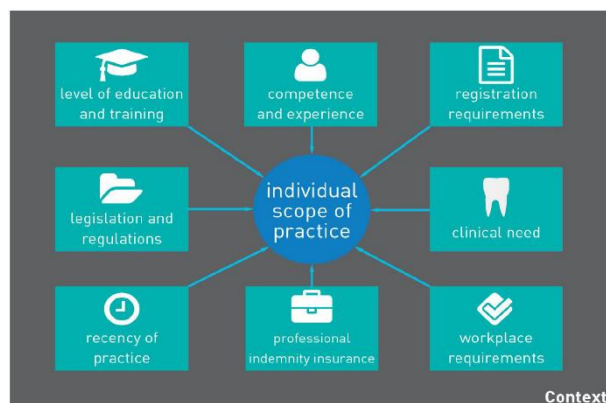 level of education
and training
competence
and experience
registration
requirements
legislation and
regulations
individual
scope of
practice
clinical need
recency of
practice
professional
indemnity insurance
workplace
requirements
Context